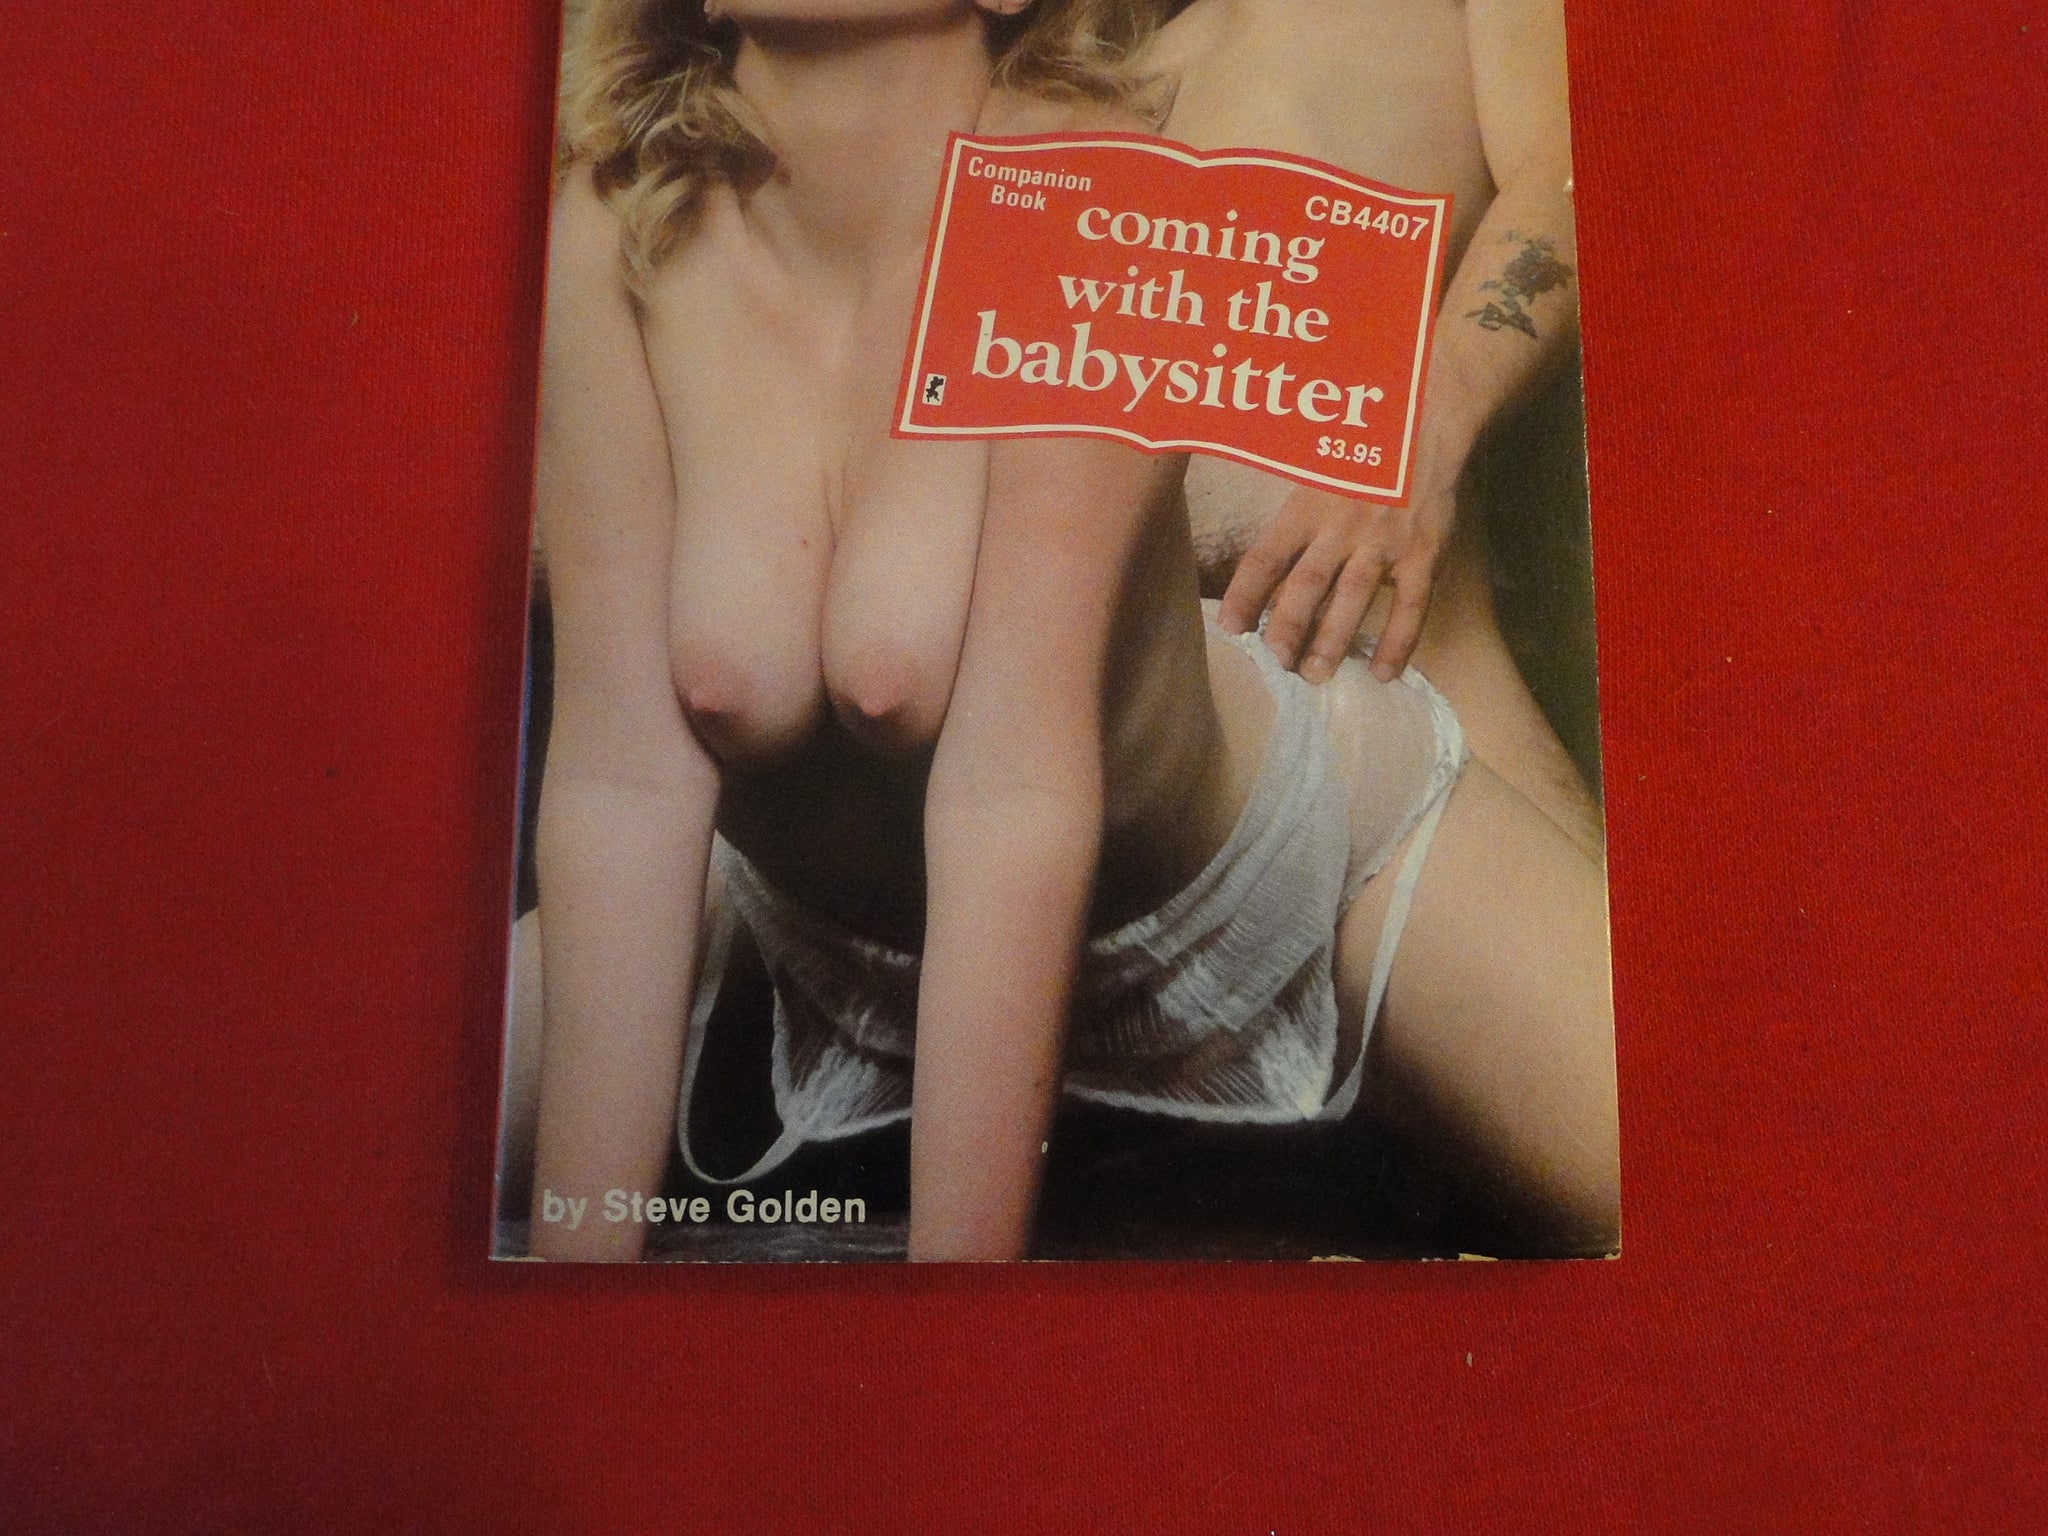 Companion
Book
CB4407
coming
with the
babysitter
$3.95
by Steve Golden